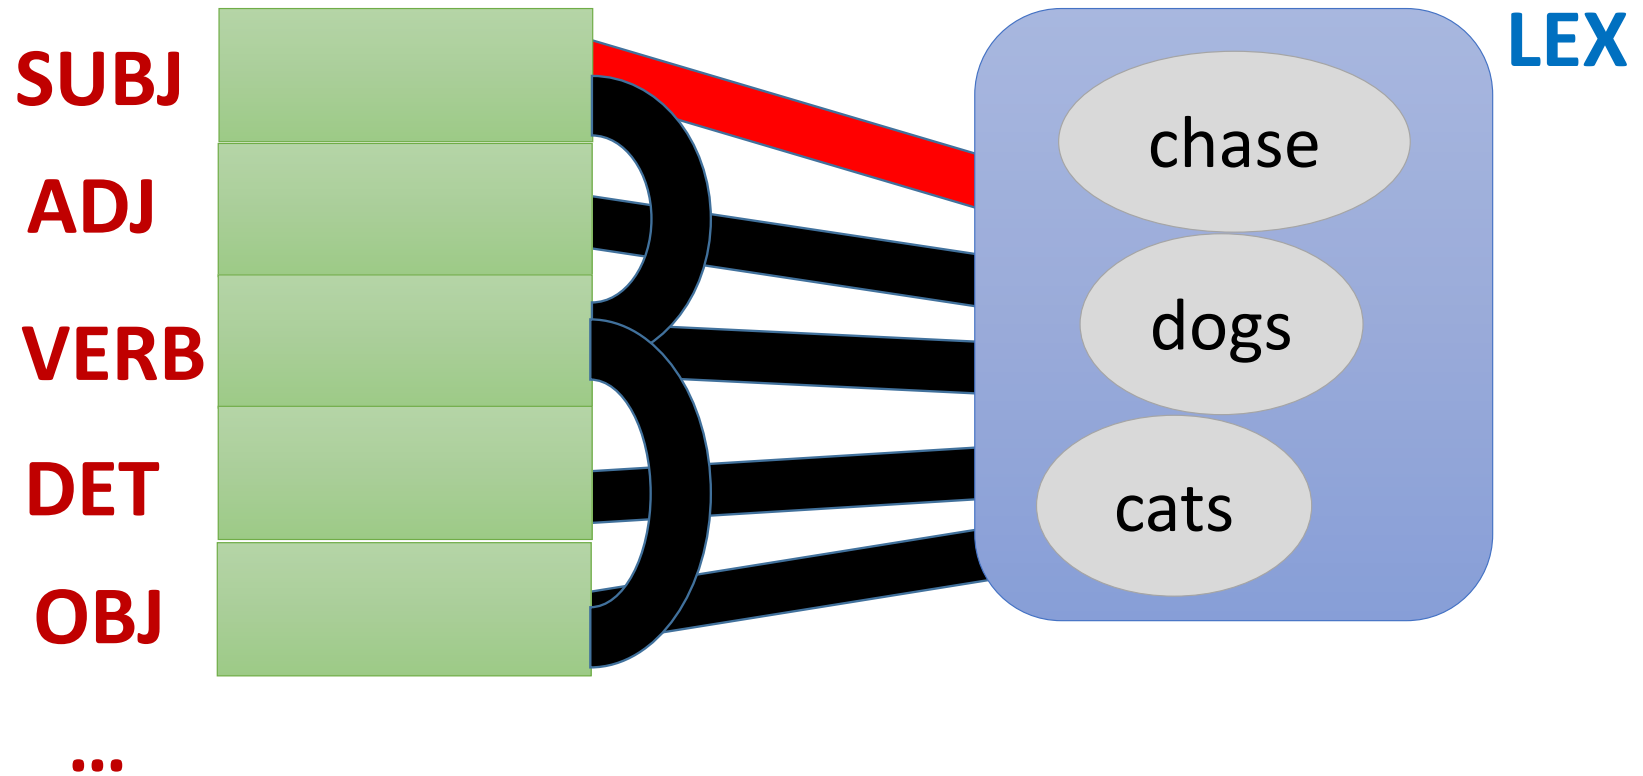 SUBJ
ADJ
VERB
DET
OBJ
...
LEX
chase
dogs
cats